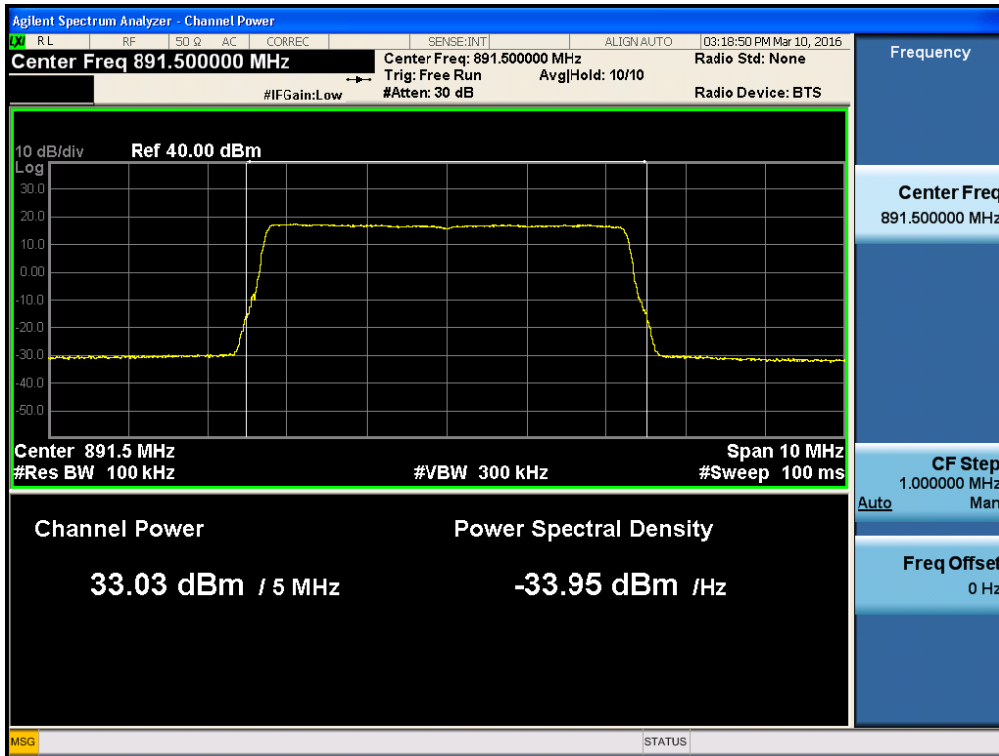 Agilent Spectrum Analyzer - Channel Power
LXI RL RF 50 Ω AC CORREC SENSE:INT ALIGN AUTO 03:18:50 PM Mar 10, 2016
Center Freq 891.500000 MHz
Center Freq: 891.500000 MHz
Radio Std: None
Trig: Free Run Avg|Hold: 10/10
#IFGain:Low
#Atten: 30 dB
Radio Device: BTS
10 dB/div Ref 40.00 dBm
Log
30.0
20.0
10.0
0.00
-10.0
-20.0
-30.0
-40.0
-50.0
Center 891.5 MHz Span 10 MHz
#Res BW 100 kHz #VBW 300 kHz #Sweep 100 ms
Channel Power Power Spectral Density
33.03 dBm / 5 MHz -33.95 dBm /Hz
Frequency
Center Freq
891.500000 MHz
CF Step
1.000000 MHz
Auto Man
Freq Offset
0 Hz
MSG STATUS